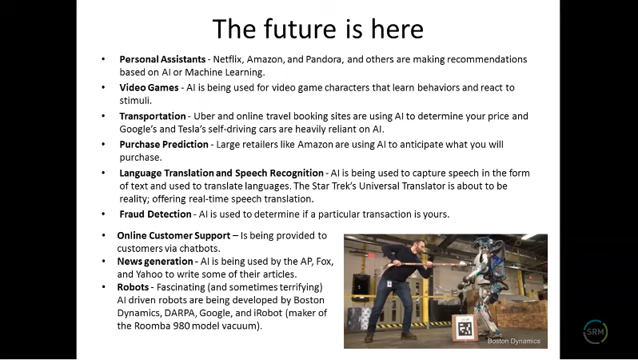 The future is here
• Personal Assistants - Netflix, Amazon, and Pandora, and others are making recommendations
based on AI or Machine Learning.
• Video Games - AI is being used for video game characters that learn behaviors and react to
stimuli.
• Transportation - Uber and online travel booking sites are using AI to determine your price and
Google's and Tesla's self-driving cars are heavily reliant on AI.
• Purchase Prediction - Large retailers like Amazon are using AI to anticipate what you will
purchase.
• Language Translation and Speech Recognition - AI is being used to capture speech in the form
of text and used to translate languages. The Star Trek's Universal Translator is about to be
reality; offering real-time speech translation.
• Fraud Detection - AI is used to determine if a particular transaction is yours.
• Online Customer Support – Is being provided to
customers via chatbots.
• News generation - AI is being used by the AP, Fox,
and Yahoo to write some of their articles.
• Robots - Fascinating (and sometimes terrifying)
AI driven robots are being developed by Boston
Dynamics, DARPA, Google, and iRobot (maker of
the Roomba 980 model vacuum).
Boston Dynamics
SRM